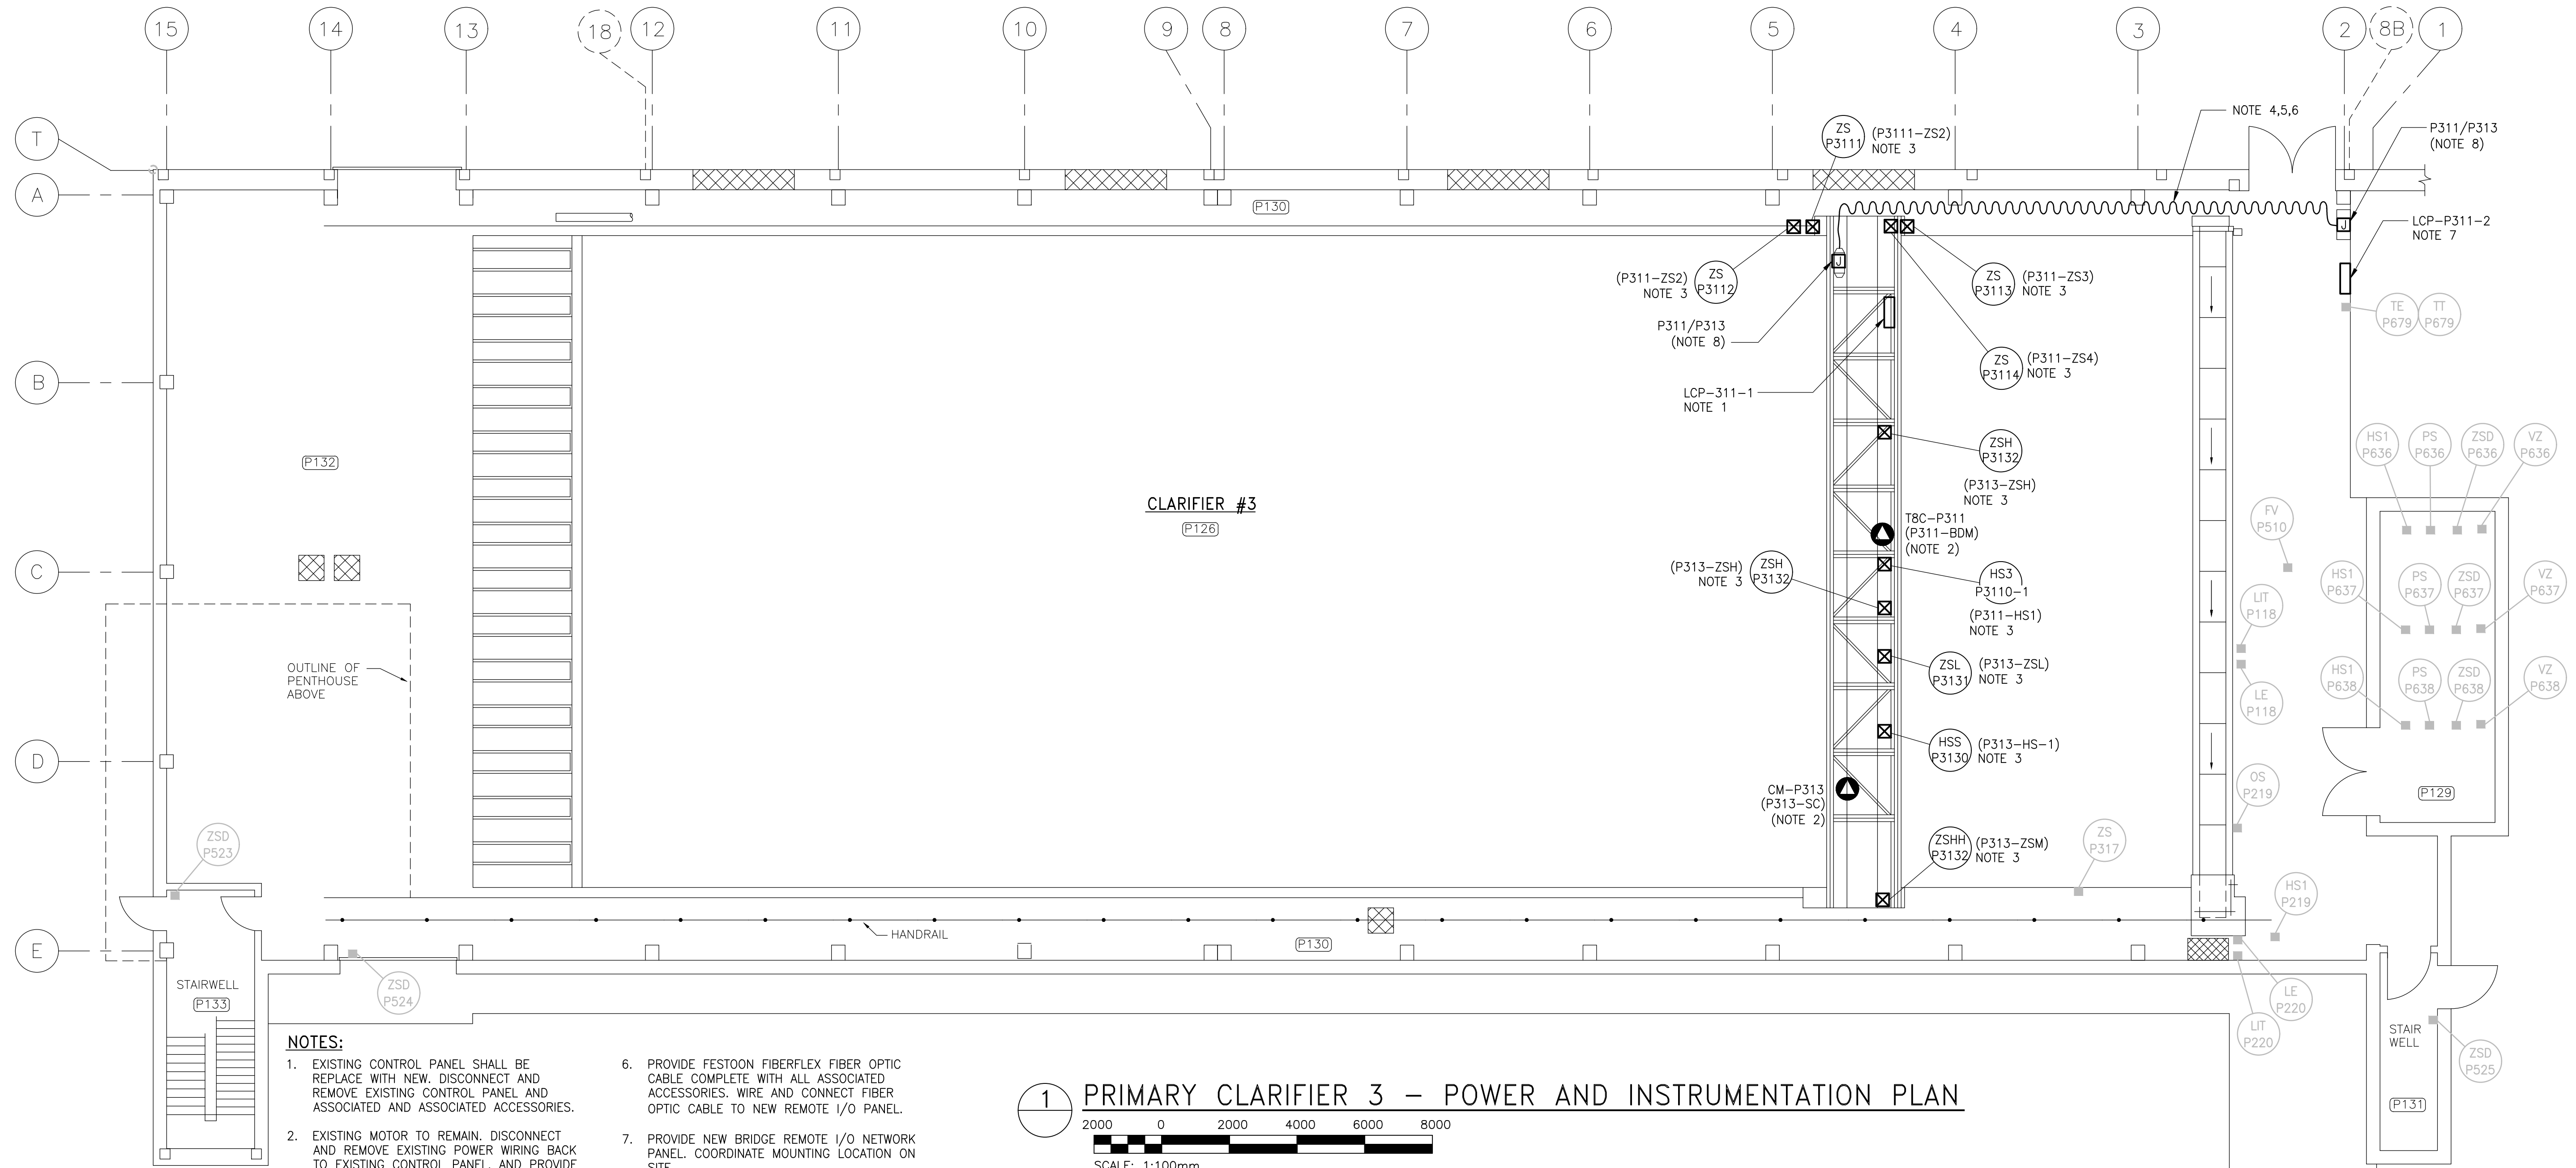 15
14
13
18
12
11
10
9
8
7
6
5
4
3
2
8B
1
T
A
B
C
D
E
NOTE 4,5,6
P311/P313
(NOTE 8)
ZS
P3111
(P3111-ZS2)
NOTE 3
P130
LCP-P311-2
NOTE 7
(P311-ZS2)
NOTE 3
ZS
P3112
ZS
P3113
(P311-ZS3)
NOTE 3
TE
P679
TT
P679
P311/P313
(NOTE 8)
ZS
P3114
(P311-ZS4)
NOTE 3
LCP-311-1
NOTE 1
P132
ZSH
P3132
(P313-ZSH)
NOTE 3
HS1
P636
PS
P636
ZSD
P636
VZ
P636
CLARIFIER #3
P126
T8C-P311
(P311-BDM)
(NOTE 2)
FV
P510
(P313-ZSH)
NOTE 3
ZSH
P3132
HS3
P3110-1
(P311-HS1)
NOTE 3
HS1
P637
PS
P637
ZSD
P637
VZ
P637
LIT
P118
OUTLINE OF
PENTHOUSE
ABOVE
ZSL
P3131
(P313-ZSL)
NOTE 3
HS1
P638
PS
P638
ZSD
P638
VZ
P638
LE
P118
HSS
P3130
(P313-HS-1)
NOTE 3
CM-P313
(P313-SC)
(NOTE 2)
OS
P219
P129
ZSD
P523
ZSHH
P3132
(P313-ZSM)
NOTE 3
ZS
P317
HS1
P219
HANDRAIL
P130
STAIRWELL
P133
ZSD
P524
LE
P220
LIT
P220
STAIR
WELL
ZSD
P525
P131
J
J
NOTES:
1. EXISTING CONTROL PANEL SHALL BE
REPLACE WITH NEW. DISCONNECT AND
REMOVE EXISTING CONTROL PANEL AND
ASSOCIATED AND ASSOCIATED ACCESSORIES.
2. EXISTING MOTOR TO REMAIN. DISCONNECT
AND REMOVE EXISTING POWER WIRING BACK
TO EXISTING CONTROL PANEL, AND PROVIDE
6. PROVIDE FESTOON FIBERFLEX FIBER OPTIC
CABLE COMPLETE WITH ALL ASSOCIATED
ACCESSORIES. WIRE AND CONNECT FIBER
OPTIC CABLE TO NEW REMOTE I/O PANEL.
7. PROVIDE NEW BRIDGE REMOTE I/O NETWORK
PANEL. COORDINATE MOUNTING LOCATION ON
SITE.
1
PRIMARY CLARIFIER 3 – POWER AND INSTRUMENTATION PLAN
2000 0 2000 4000 6000 8000
SCALE: 1:100mm